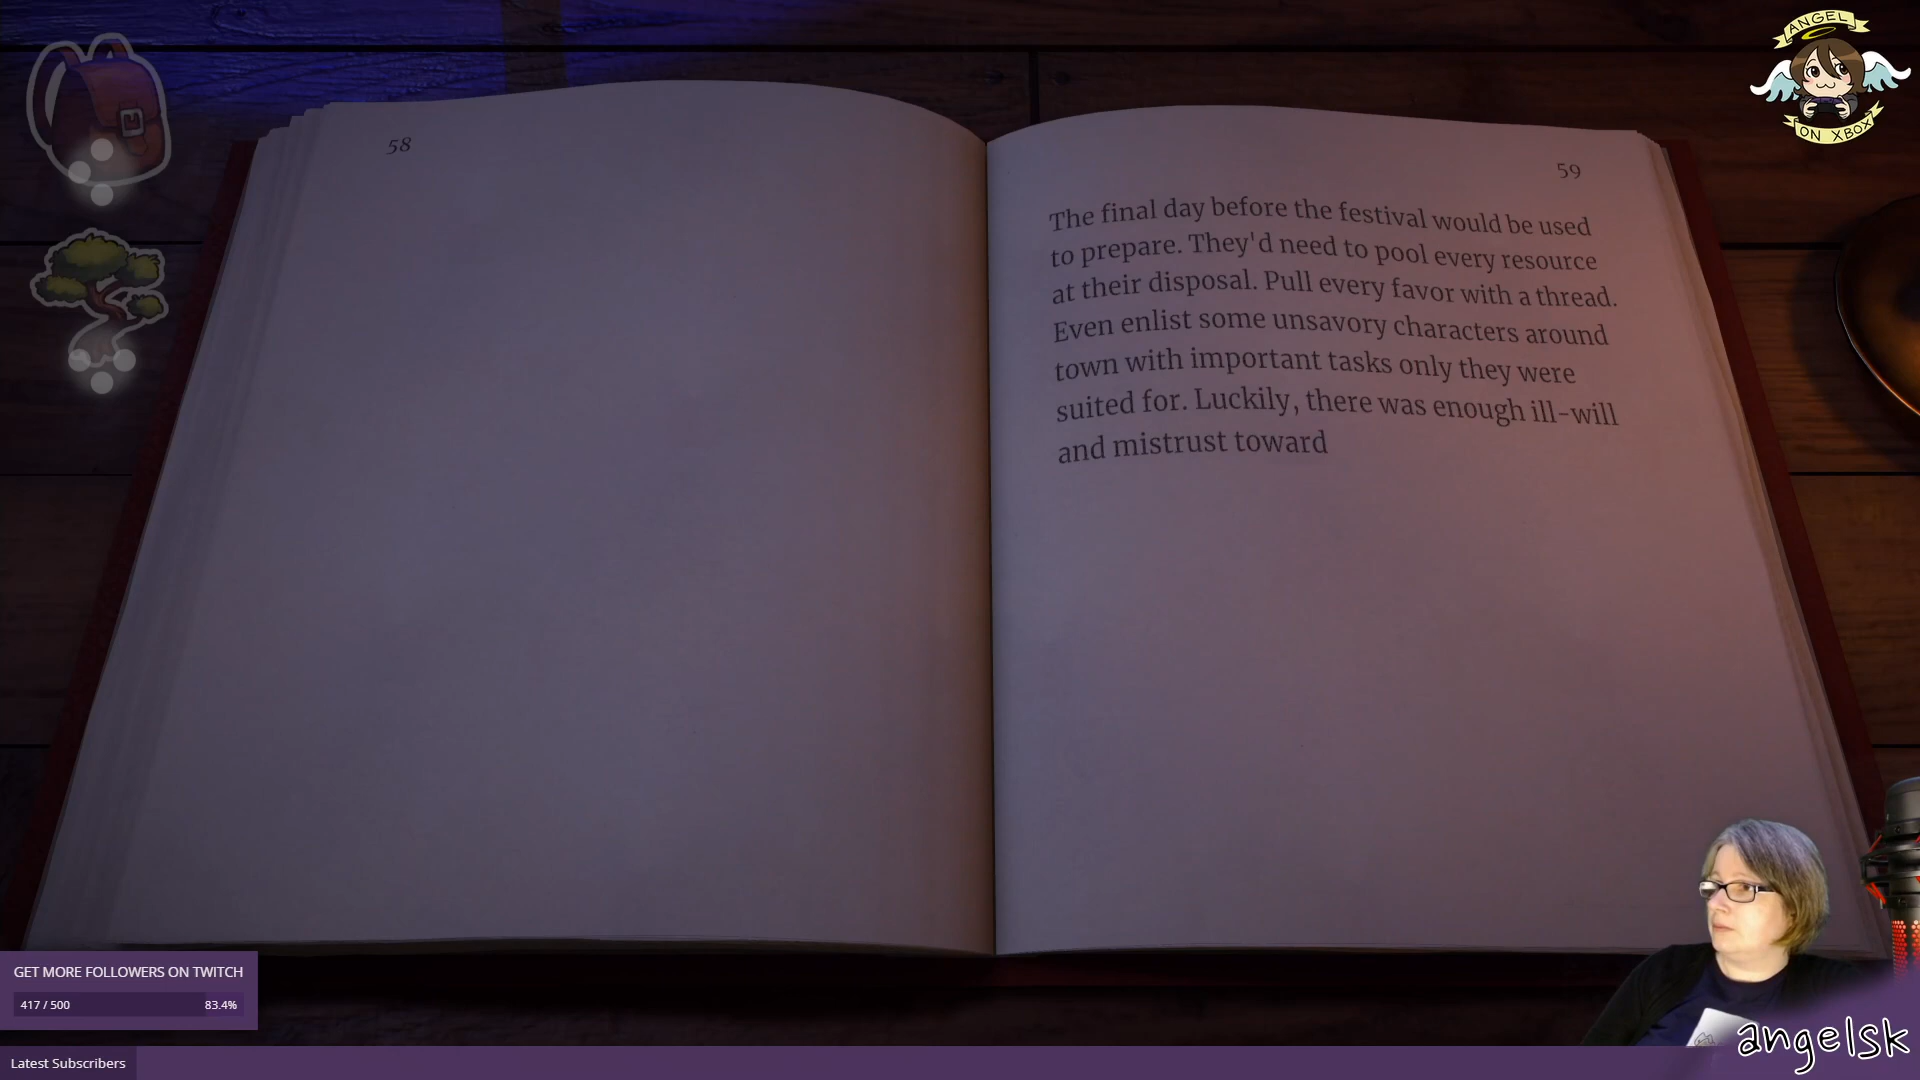 ANGEL
ON XBOX
58
59
The final day before the festival would be used
to prepare. They'd need to pool every resource
at their disposal. Pull every favor with a thread.
Even enlist some unsavory characters around
town with important tasks only they were
suited for. Luckily, there was enough ill-will
and mistrust toward
GET MORE FOLLOWERS ON TWITCH
417 / 500
83.4%
angelsk
Latest Subscribers